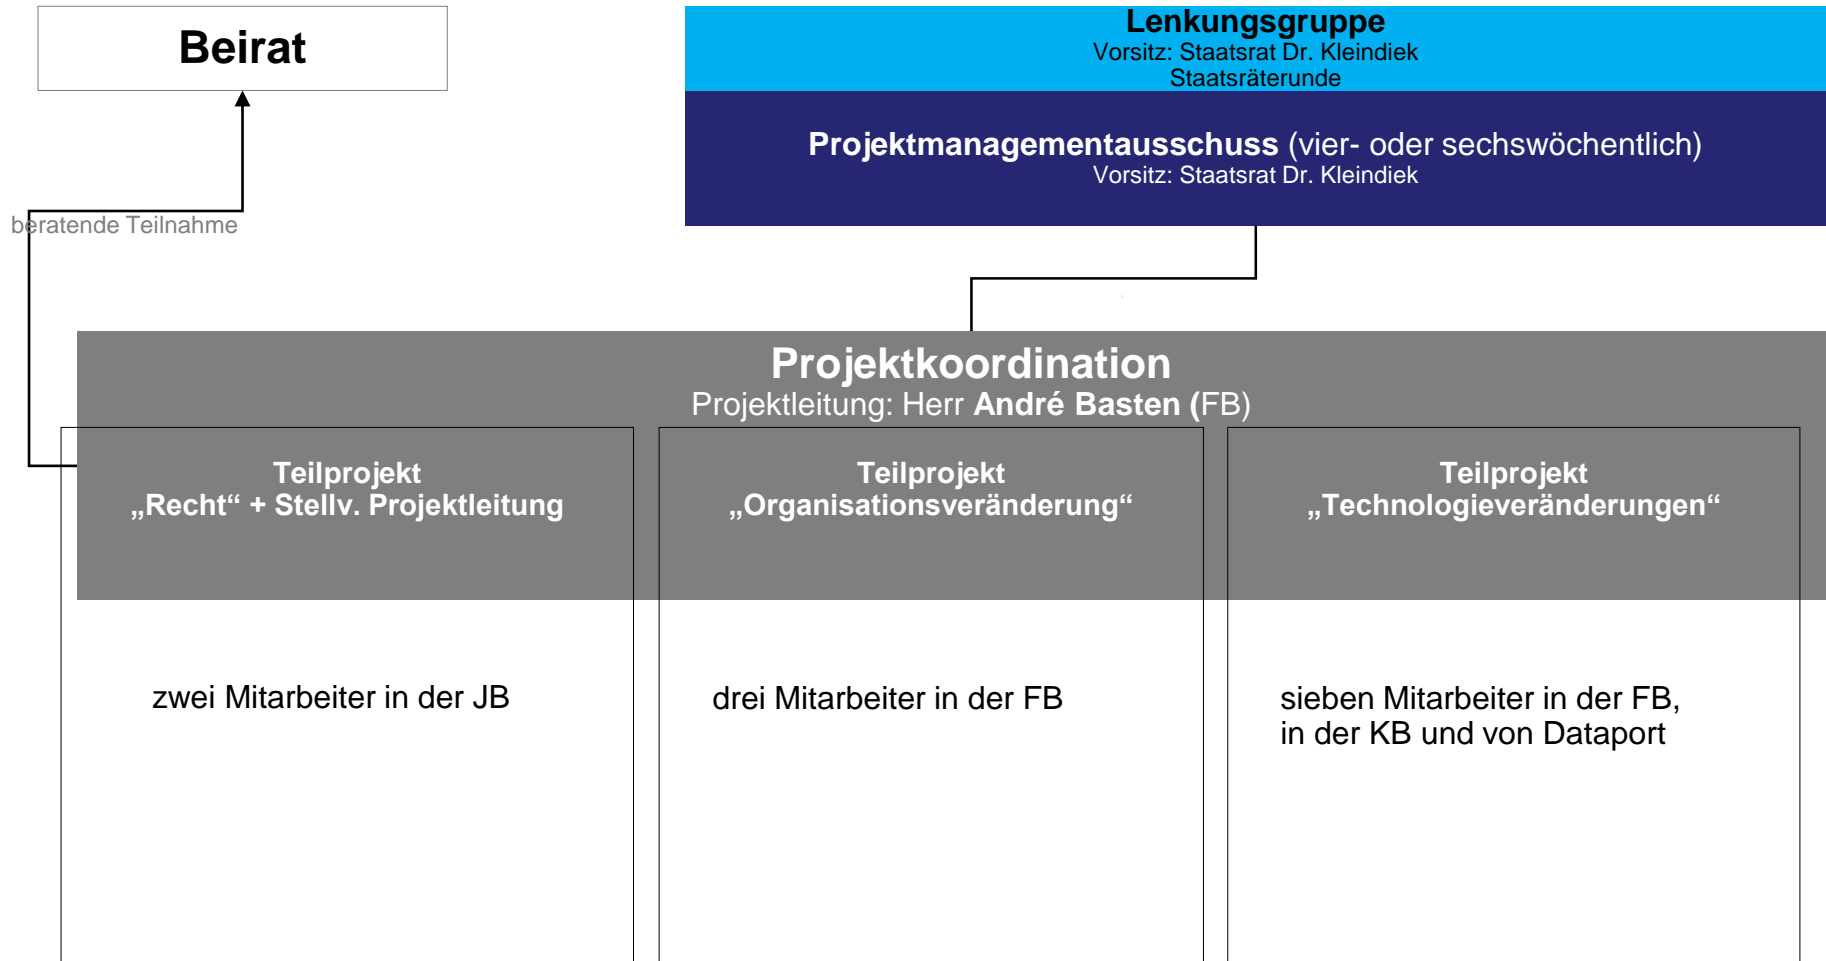 Beirat
Lenkungsgruppe
Vorsitz: Staatsrat Dr. Kleindiek
Staatsräterunde
Projektmanagementausschuss (vier- oder sechswöchentlich)
Vorsitz: Staatsrat Dr. Kleindiek
beratende Teilnahme
Projektkoordination
Projektleitung: Herr André Basten (FB)
Teilprojekt
„Recht“ + Stellv. Projektleitung
Teilprojekt
„Organisationsveränderung“
Teilprojekt
„Technologieveränderungen“
zwei Mitarbeiter in der JB
drei Mitarbeiter in der FB
sieben Mitarbeiter in der FB,
in der KB und von Dataport